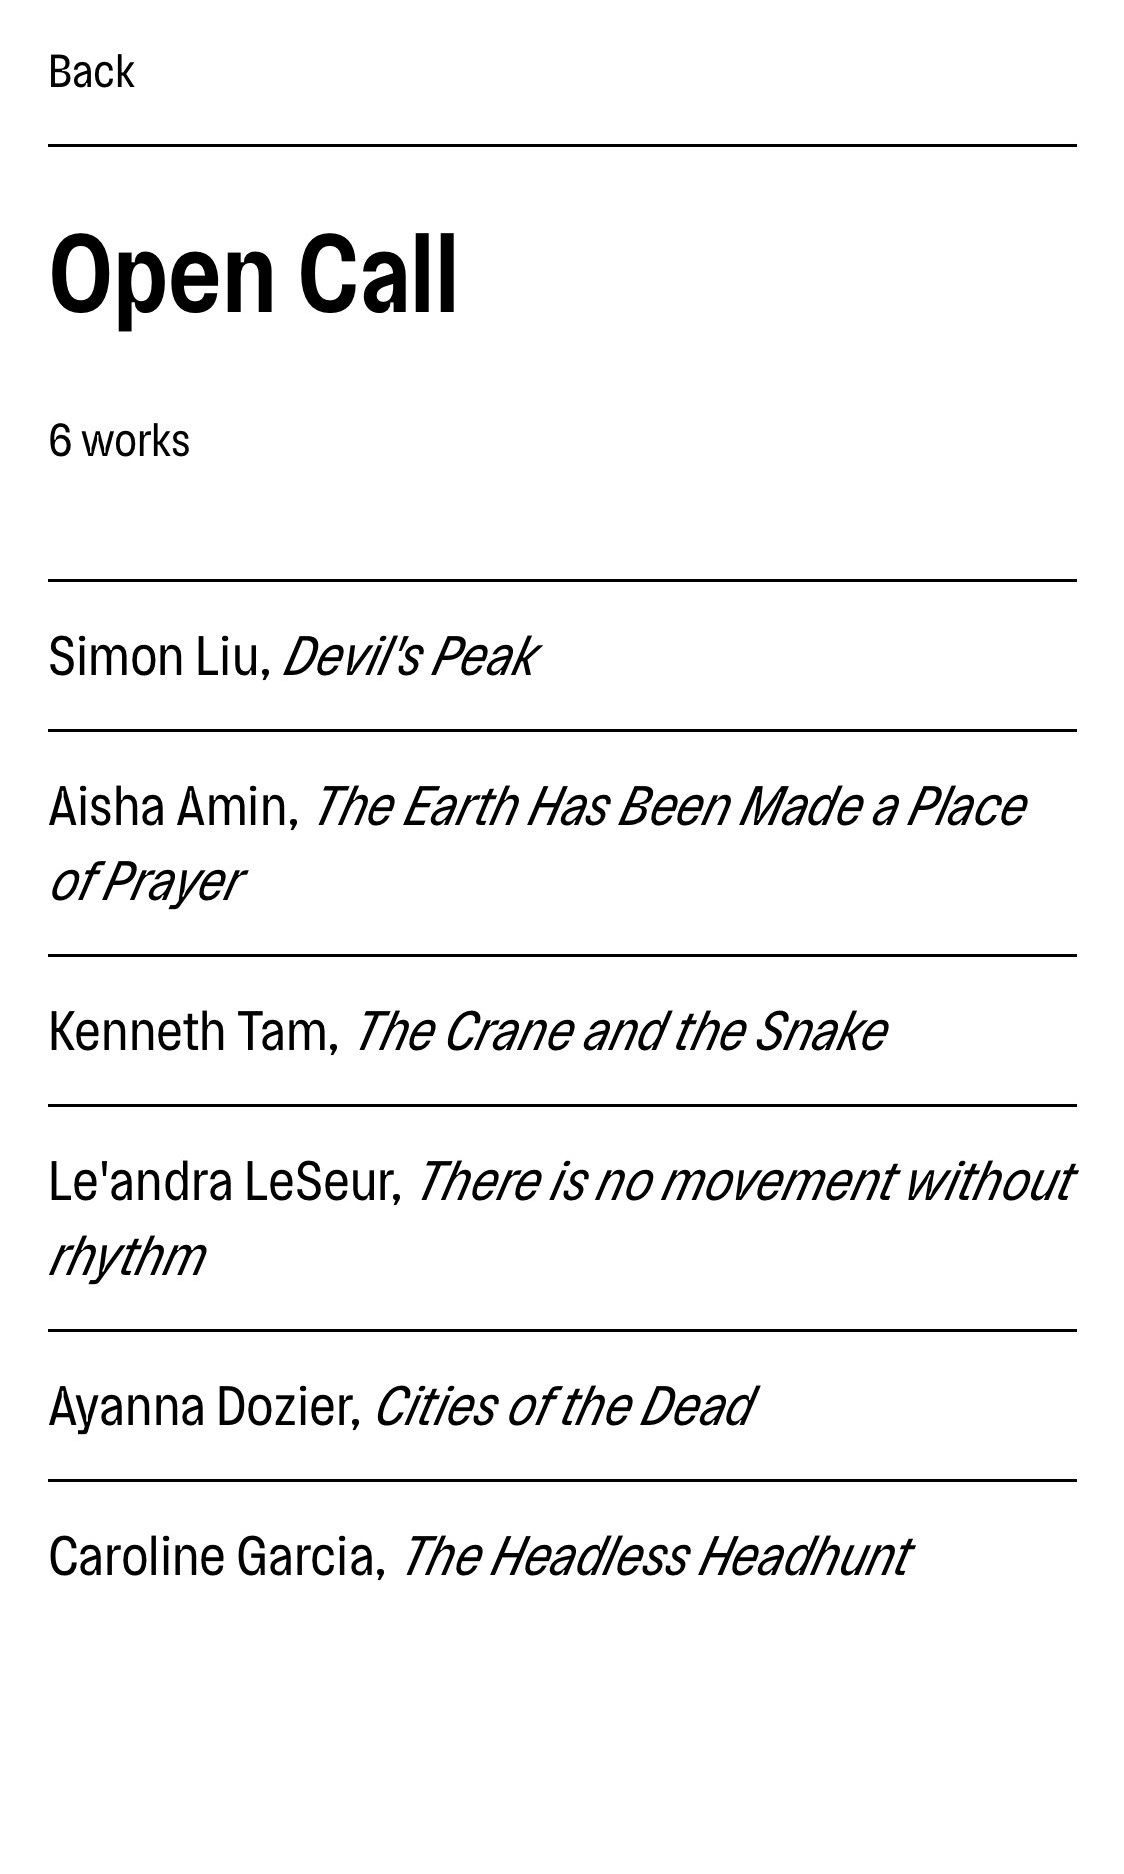 Back
Open Call
6 works
Simon Liu, Devil's Peak
Aisha Amin, The Earth Has Been Made a Place
of Prayer
Kenneth Tam, The Crane and the Snake
Le'andra LeSeur, There is no movement without
rhythm
Ayanna Dozier, Cities of the Dead
Caroline Garcia, The Headless Headhunt